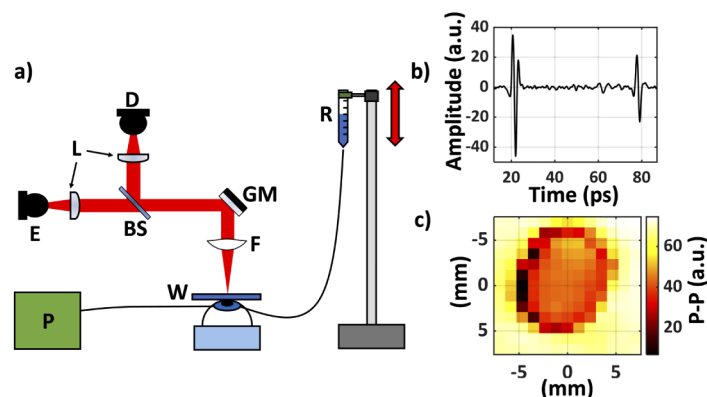 a)
D
L
E
BS
GM
F
W
P
R
b)
Amplitude (a.u.)
40
20
0
-20
-40
20
40
60
80
Time (ps)
c)
(mm)
-5
0
5
-5
0
5
(mm)
60
40
20
P-P (a.u.)